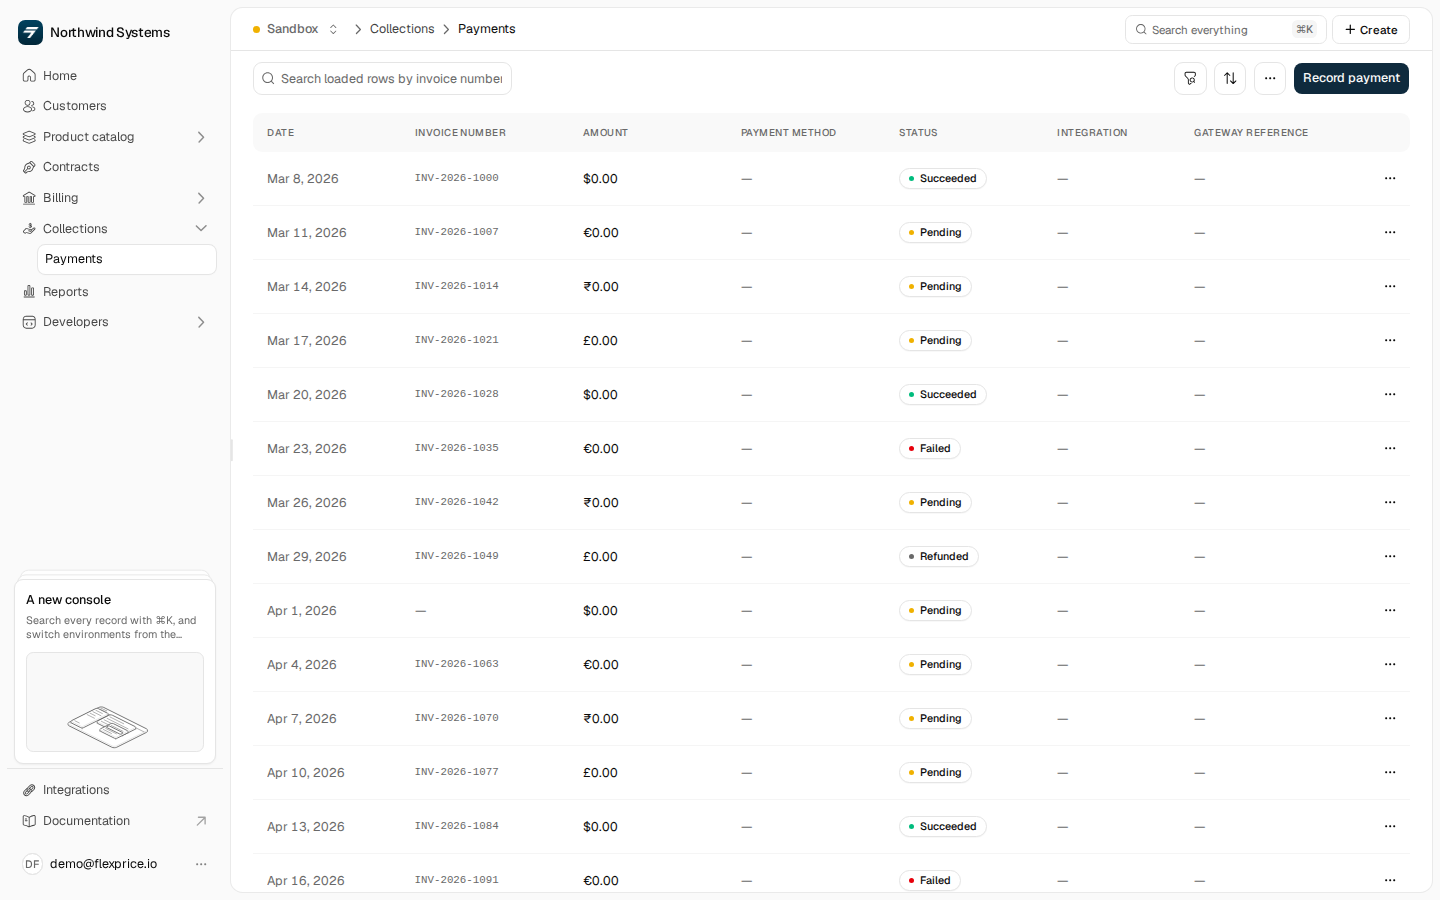 Northwind Systems
Home
Customers
Product catalog
Contracts
Billing
Collections
Payments
Reports
Developers
A new console
Search every record with ⌘K, and
switch environments from the...
Integrations
Documentation
DF demo@flexprice.io
Sandbox Collections Payments
Search everything ⌘K
Create
Search loaded rows by invoice number
Record payment
DATE INVOICE NUMBER AMOUNT PAYMENT METHOD STATUS INTEGRATION GATEWAY REFERENCE
Mar 8, 2026 INV-2026-1000 $0.00 — Succeeded — —
Mar 11, 2026 INV-2026-1007 €0.00 — Pending — —
Mar 14, 2026 INV-2026-1014 ₹0.00 — Pending — —
Mar 17, 2026 INV-2026-1021 £0.00 — Pending — —
Mar 20, 2026 INV-2026-1028 $0.00 — Succeeded — —
Mar 23, 2026 INV-2026-1035 €0.00 — Failed — —
Mar 26, 2026 INV-2026-1042 ₹0.00 — Pending — —
Mar 29, 2026 INV-2026-1049 £0.00 — Refunded — —
Apr 1, 2026 — $0.00 — Pending — —
Apr 4, 2026 INV-2026-1063 €0.00 — Pending — —
Apr 7, 2026 INV-2026-1070 ₹0.00 — Pending — —
Apr 10, 2026 INV-2026-1077 £0.00 — Pending — —
Apr 13, 2026 INV-2026-1084 $0.00 — Succeeded — —
Apr 16, 2026 INV-2026-1091 €0.00 — Failed — —